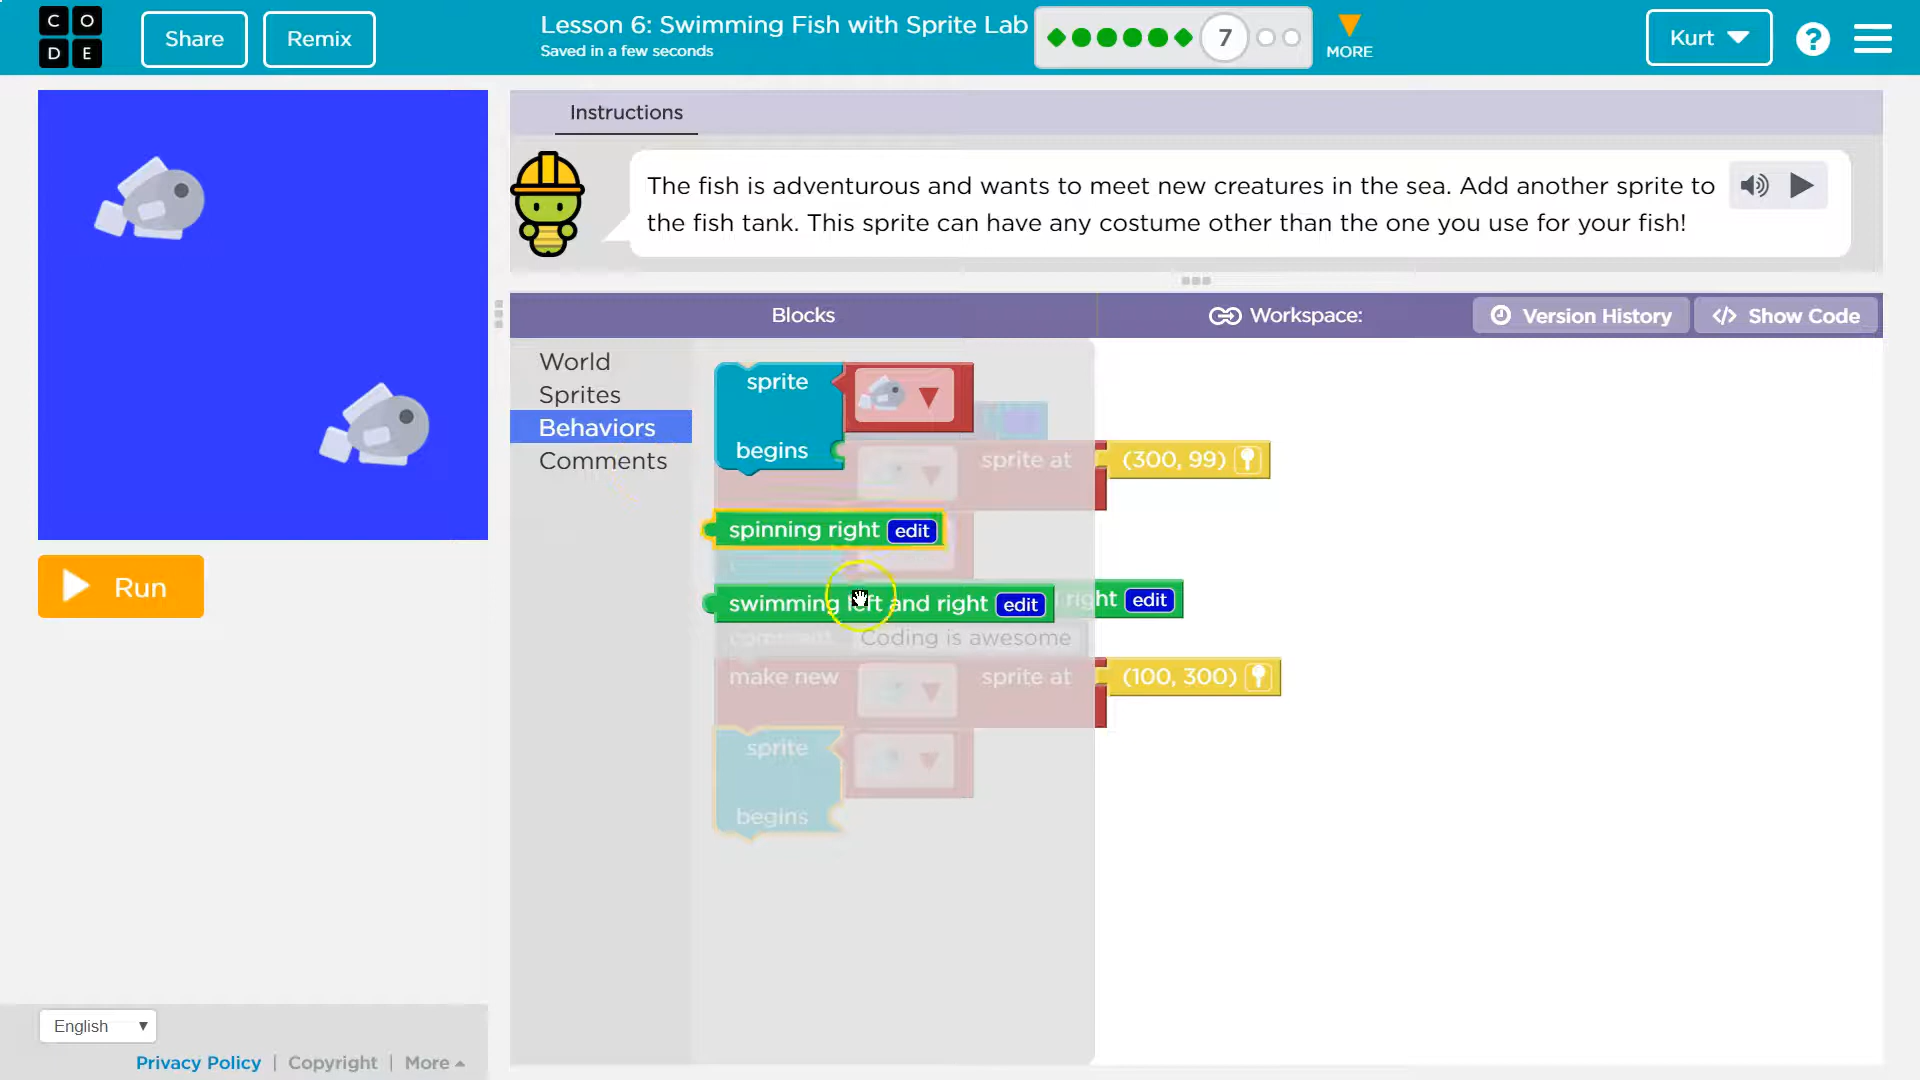 C O
D E
Share
Remix
Lesson 6: Swimming Fish with Sprite Lab
Saved in a few seconds
7
MORE
Kurt
?
Instructions
The fish is adventurous and wants to meet new creatures in the sea. Add another sprite to
the fish tank. This sprite can have any costume other than the one you use for your fish!
Blocks
Workspace:
Version History
</> Show Code
World
Sprites
Behaviors
Comments
sprite
begins
sprite at
(300, 99)
spinning right edit
swimming left and right edit
right edit
comment
Coding is awesome
make new
sprite at
(100, 300)
sprite
begins
Run
English
Privacy Policy | Copyright | More